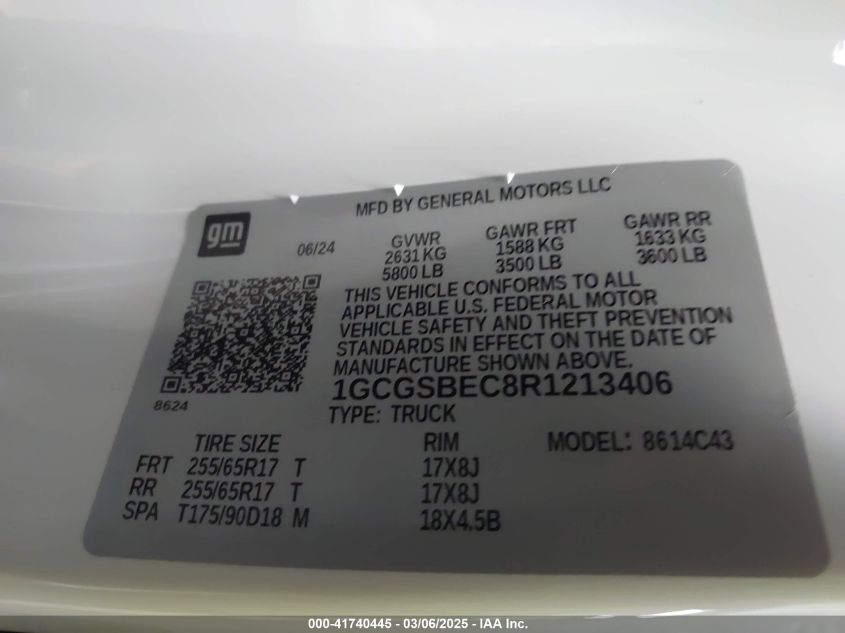 MFD BY GENERAL MOTORS LLC
gm
06/24
GVWR GAWR FRT GAWR RR
2631 KG 1588 KG 1633 KG
5800 LB 3500 LB 3600 LB
THIS VEHICLE CONFORMS TO ALL
APPLICABLE U.S. FEDERAL MOTOR
VEHICLE SAFETY AND THEFT PREVENTION
STANDARDS IN EFFECT ON THE DATE OF
MANUFACTURE SHOWN ABOVE.
1GCGSBEC8R1213406
8624
TYPE: TRUCK
TIRE SIZE RIM MODEL: 8614C43
FRT 255/65R17 T 17X8J
RR 255/65R17 T 17X8J
SPA T175/90D18 M 18X4.5B
000-41740445 - 03/06/2025 - IAA Inc.